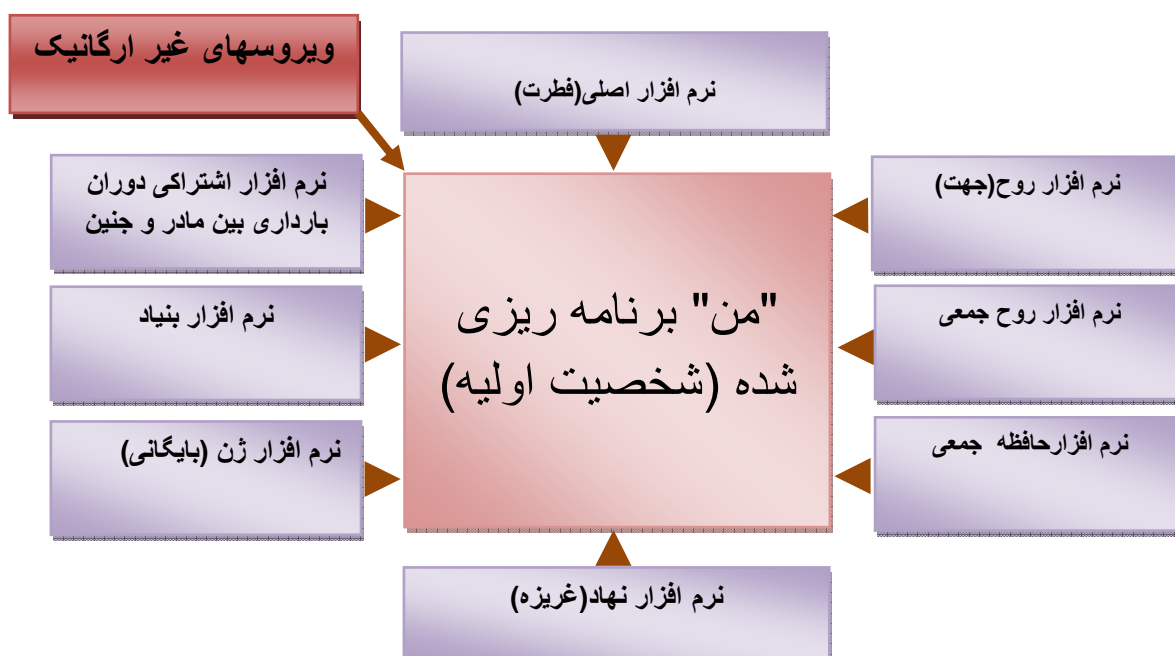 ویروسهای غیر ارگانیک
نرم افزار اصلی(فطرت)
نرم افزار روح(جهت)
نرم افزار اشتراکی دوران
بارداری بین مادر و جنین
نرم افزار روح جمعی
نرم افزار بنیاد
"من" برنامه ریزی
شده (شخصیت اولیه)
نرم افزارحافظه جمعی
نرم افزار ژن (بایگانی)
نرم افزار نهاد(غریزه)